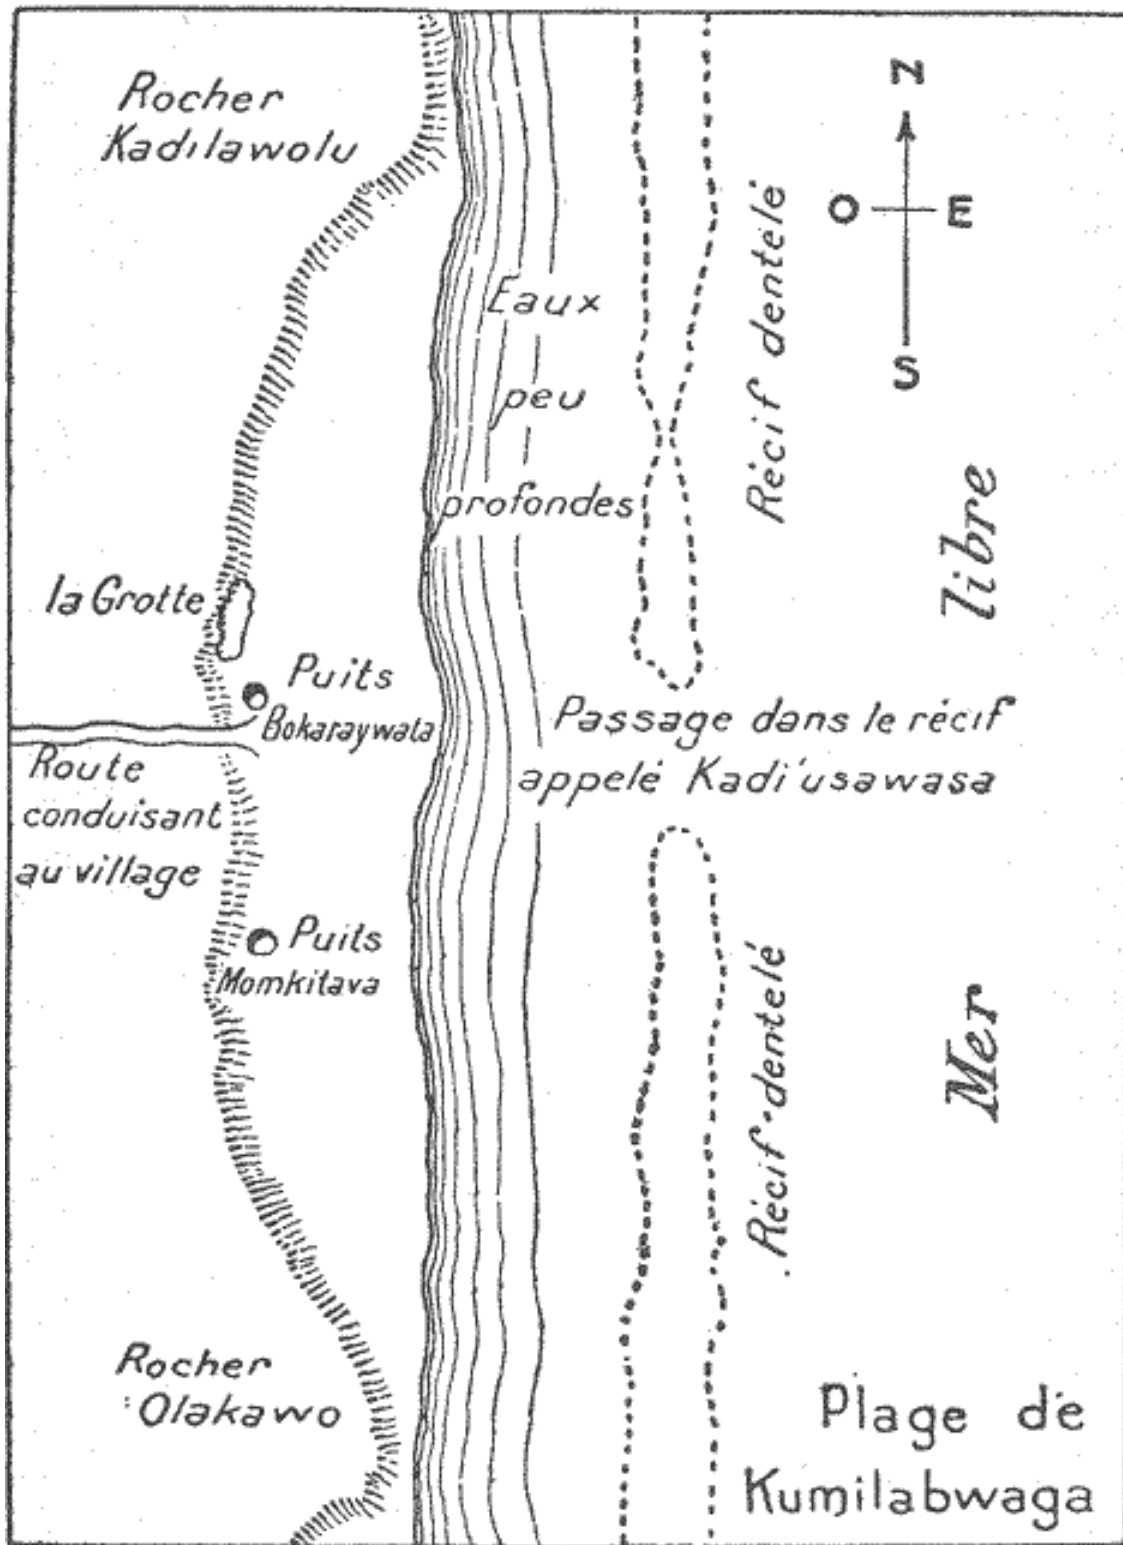 Rocher
Kadilawolu
N
O
E
S
Eaux
peu
profondes
Récif dentelé
la Grotte
Puits
Bokaraywata
Passage dans le récif
appelé Kadi'usawasa
Route
conduisant
au village
Puits
Momkitava
Récif dentelé
Mer libre
Rocher
Olakawo
Plage de
Kumilabwaga